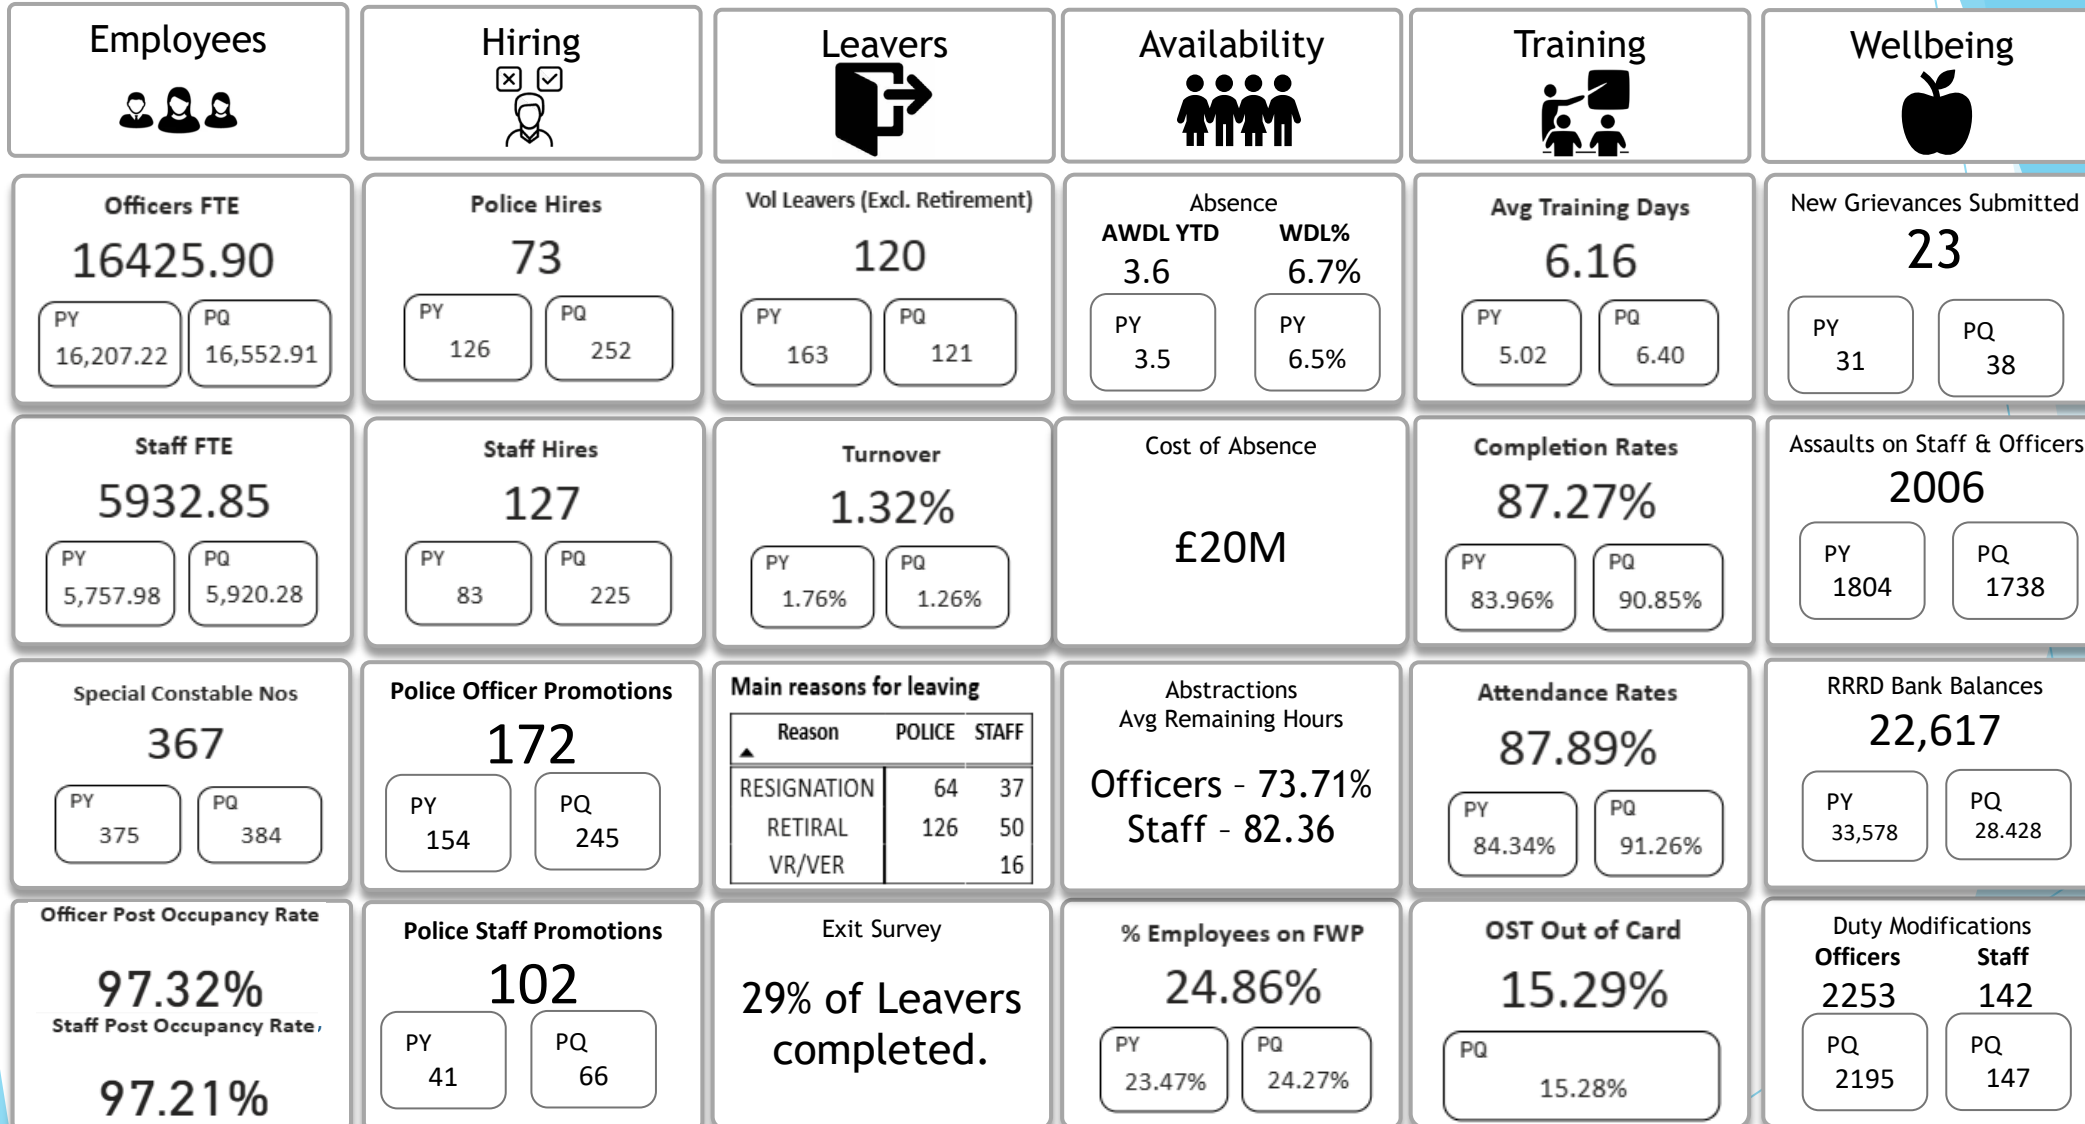 Employees
Hiring
Leavers
Availability
Training
Wellbeing
Officers FTE
16425.90
PY
16,207.22
PQ
16,552.91
Police Hires
73
PY
126
PQ
252
Vol Leavers (Excl. Retirement)
120
PY
163
PQ
121
Absence
AWDL YTD WDL%
3.6 6.7%
PY
3.5
PY
6.5%
Avg Training Days
6.16
PY
5.02
PQ
6.40
New Grievances Submitted
23
PY
31
PQ
38
Staff FTE
5932.85
PY
5,757.98
PQ
5,920.28
Staff Hires
127
PY
83
PQ
225
Turnover
1.32%
PY
1.76%
PQ
1.26%
Cost of Absence
£20M
Completion Rates
87.27%
PY
83.96%
PQ
90.85%
Assaults on Staff & Officers
2006
PY
1804
PQ
1738
Special Constable Nos
367
PY
375
PQ
384
Police Officer Promotions
172
PY
154
PQ
245
Main reasons for leaving
Reason POLICE STAFF
RESIGNATION 64 37
RETIRAL 126 50
VR/VER 16
Abstractions
Avg Remaining Hours
Officers – 73.71%
Staff – 82.36
Attendance Rates
87.89%
PY
84.34%
PQ
91.26%
RRRD Bank Balances
22,617
PY
33,578
PQ
28.428
Officer Post Occupancy Rate
97.32%
Staff Post Occupancy Rate,
97.21%
Police Staff Promotions
102
PY
41
PQ
66
Exit Survey
29% of Leavers
completed.
% Employees on FWP
24.86%
PY
23.47%
PQ
24.27%
OST Out of Card
15.29%
PQ
15.28%
Duty Modifications
Officers Staff
2253 142
PQ
2195
PQ
147